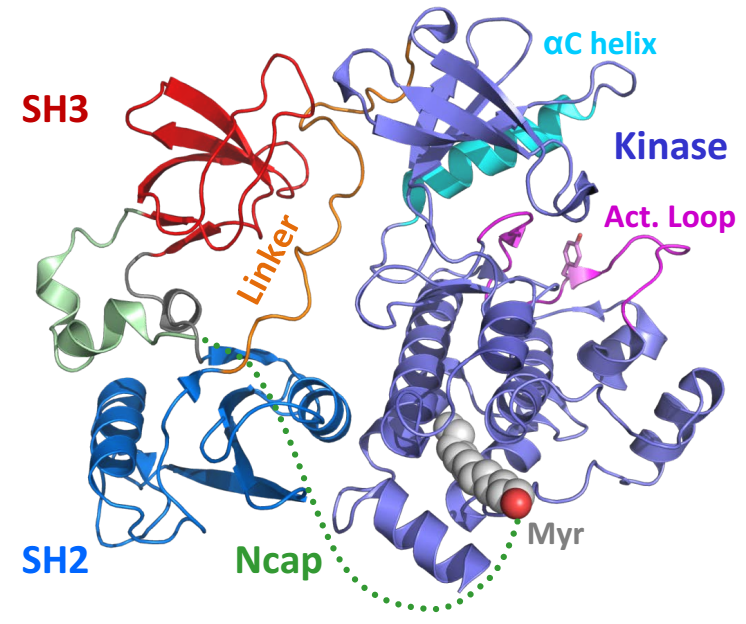 αC helix
SH3
Kinase
Act. Loop
Linker
Myr
SH2
Ncap